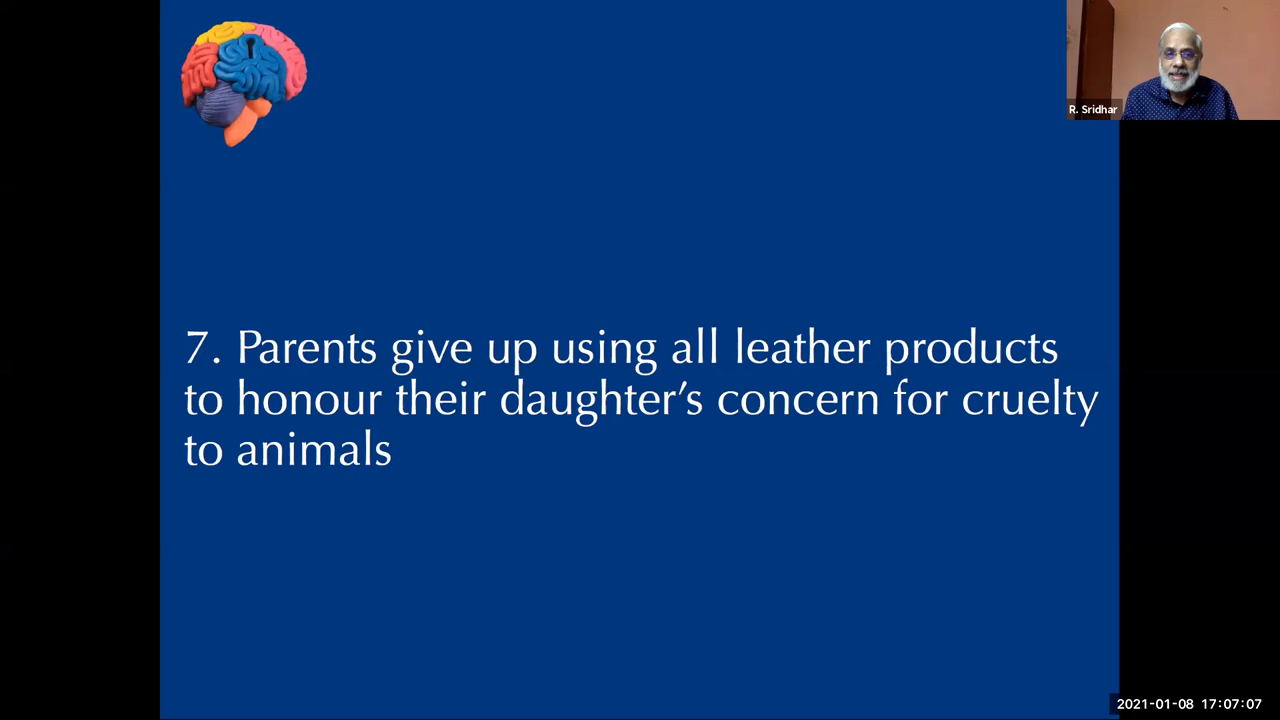 R. Sridhar
7. Parents give up using all leather products
to honour their daughter’s concern for cruelty
to animals
2021-01-08 17:07:07